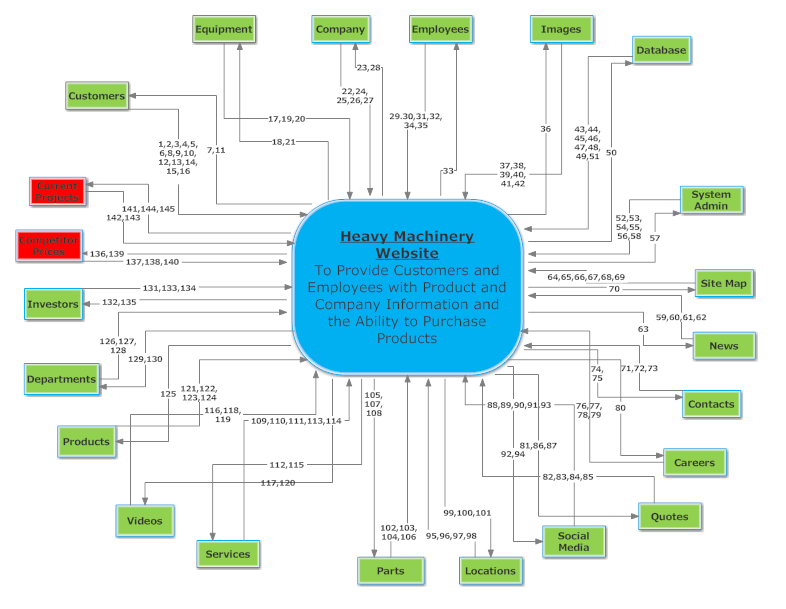 Equipment
Company
Employees
Images
Database
23,28
22,24,
25,26,27
Customers
17,19,20
29.30,31,32,
34,35
36
43,44,
45,46,
47,48,
49,51
50
18,21
1,2,3,4,5,
6,8,9,10,
12,13,14,
15,16
7,11
33
37,38,
39,40,
41,42
Current
Projects
141,144,145
142,143
System
Admin
52,53,
54,55,
56,58
57
Competitor
Prices
136,139
137,138,140
Heavy Machinery
Website
To Provide Customers and
Employees with Product and
Company Information and
the Ability to Purchase
Products
64,65,66,67,68,69
70
Site Map
Investors
131,133,134
132,135
59,60,61,62
63
News
126,127,
128
129,130
Departments
125
121,122,
123,124
105,
107,
108
74,
75
71,72,73
Contacts
116,118,
119
109,110,111,113,114
88,89,90,91,93
76,77,
78,79
80
Products
81,86,87
92,94
Careers
112,115
117,120
82,83,84,85
Videos
99,100,101
Quotes
102,103,
104,106
95,96,97,98
Social
Media
Services
Parts
Locations